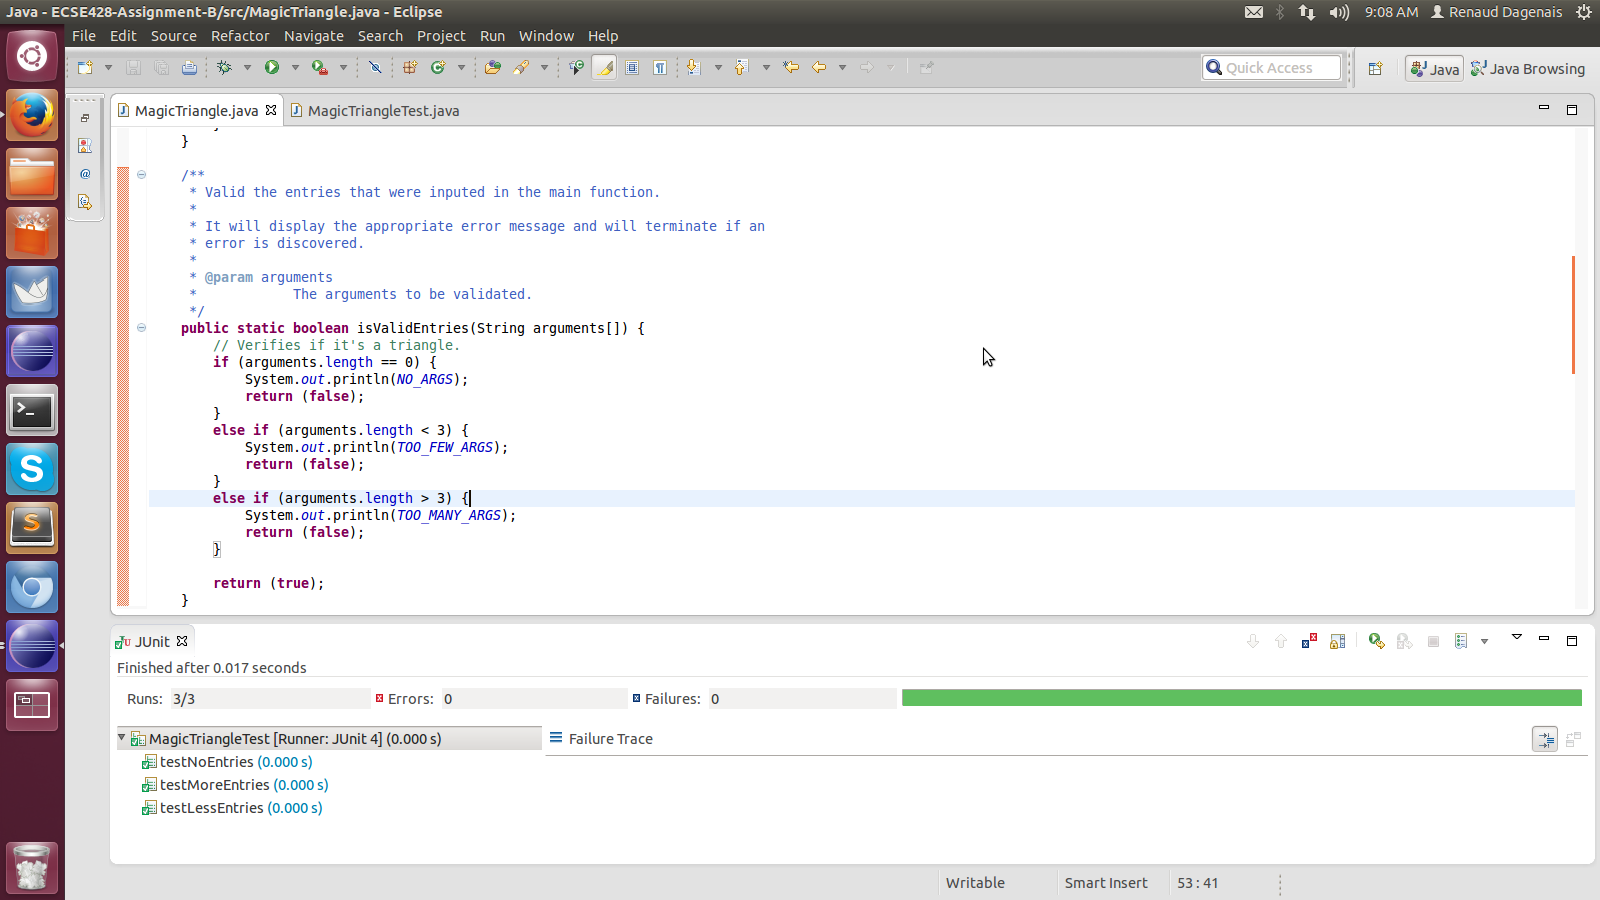 Java - ECSE428-Assignment-B/src/MagicTriangle.java - Eclipse
9:08 AM Renaud Dagenais
File Edit Source Refactor Navigate Search Project Run Window Help
Quick Access
Java
Java Browsing
MagicTriangle.java
MagicTriangleTest.java
}
/**
* Valid the entries that were inputed in the main function.
*
* It will display the appropriate error message and will terminate if an
* error is discovered.
*
* @param arguments
* The arguments to be validated.
*/
public static boolean isValidEntries(String arguments[]) {
// Verifies if it's a triangle.
if (arguments.length == 0) {
System.out.println(NO_ARGS);
return (false);
}
else if (arguments.length < 3) {
System.out.println(TOO_FEW_ARGS);
return (false);
}
else if (arguments.length > 3) {
System.out.println(TOO_MANY_ARGS);
return (false);
}
return (true);
}
JUnit
Finished after 0.017 seconds
Runs: 3/3 Errors: 0 Failures: 0
MagicTriangleTest [Runner: JUnit 4] (0.000 s)
Failure Trace
testNoEntries (0.000 s)
testMoreEntries (0.000 s)
testLessEntries (0.000 s)
Writable Smart Insert 53 : 41